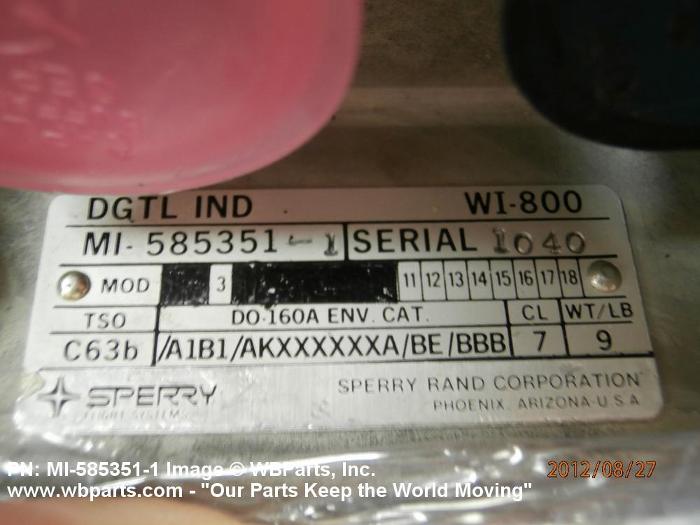 DGTL IND WI-800
MI-585351-1 SERIAL 1040
MOD 3 11 12 13 14 15 16 17 18
TSO DO-160A ENV. CAT. CL WT/LB
C63b /A1B1/AKXXXXXXA/BE/BBB 7 9
SPERRY SPERRY RAND CORPORATION
FLIGHT SYSTEMS PHOENIX, ARIZONA-U.S.A
PN: MI-585351-1 Image © WBParts, Inc. 2012/08/27
www.wbparts.com - "Our Parts Keep the World Moving"